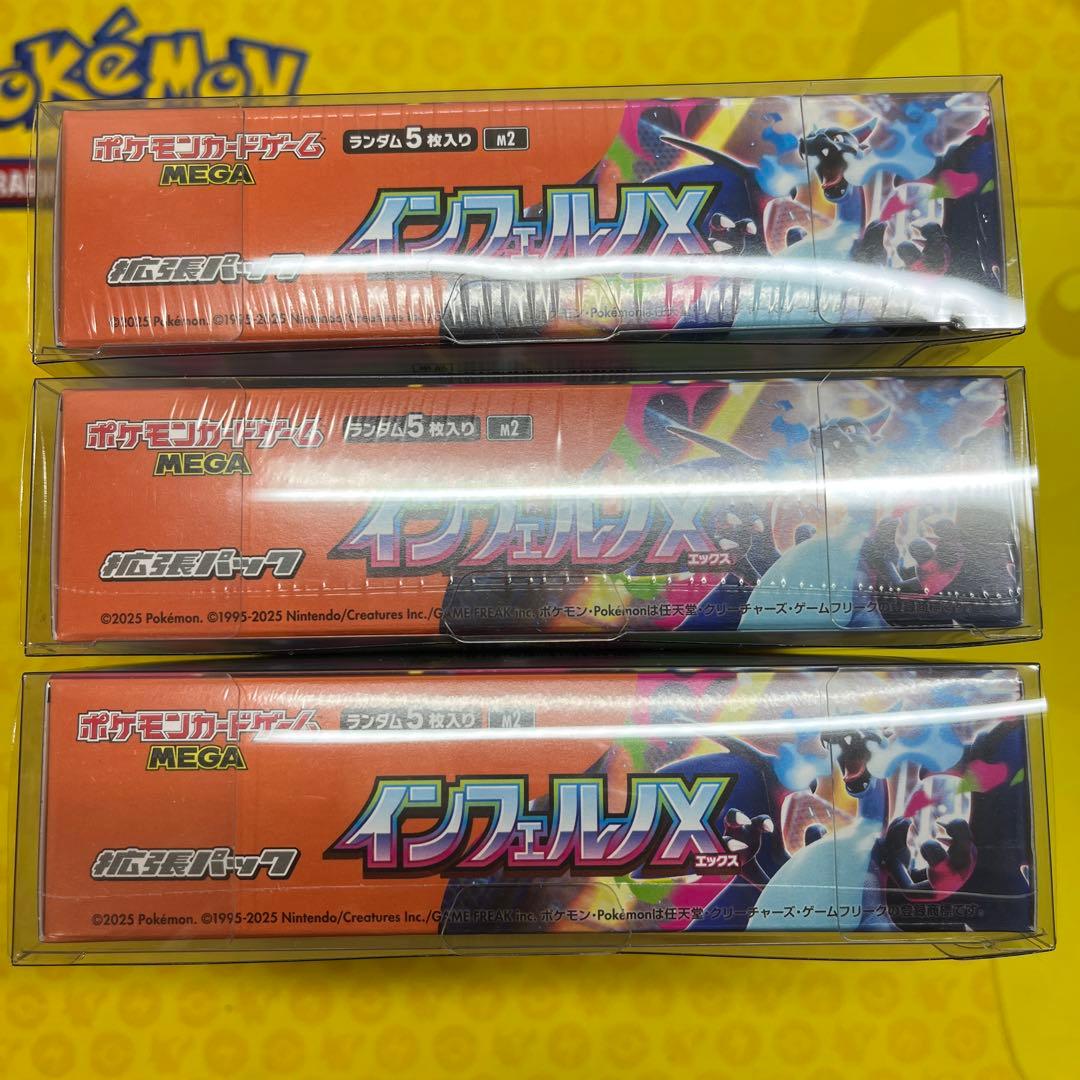 POKÉMON
ポケモンカードゲーム
MEGA
ランダム5枚入り
M2
インフェルノX
拡張パック
©2025 Pokémon. ©1995-2025 Nintendo/Creatures Inc./
ポケモンカードゲーム
MEGA
ランダム5枚入り
M2
インフェルノX
エックス
拡張パック
©2025 Pokémon. ©1995-2025 Nintendo/Creatures Inc./GAME FREAK inc. ポケモン・Pokémonは任天堂・クリーチャーズ・ゲームフリークの登録商標です。
ポケモンカードゲーム
MEGA
ランダム5枚入り
M2
インフェルノX
エックス
拡張パック
©2025 Pokémon. ©1995-2025 Nintendo/Creatures Inc./GAME FREAK inc. ポケモン・Pokémonは任天堂・クリーチャーズ・ゲームフリークの登録商標です。